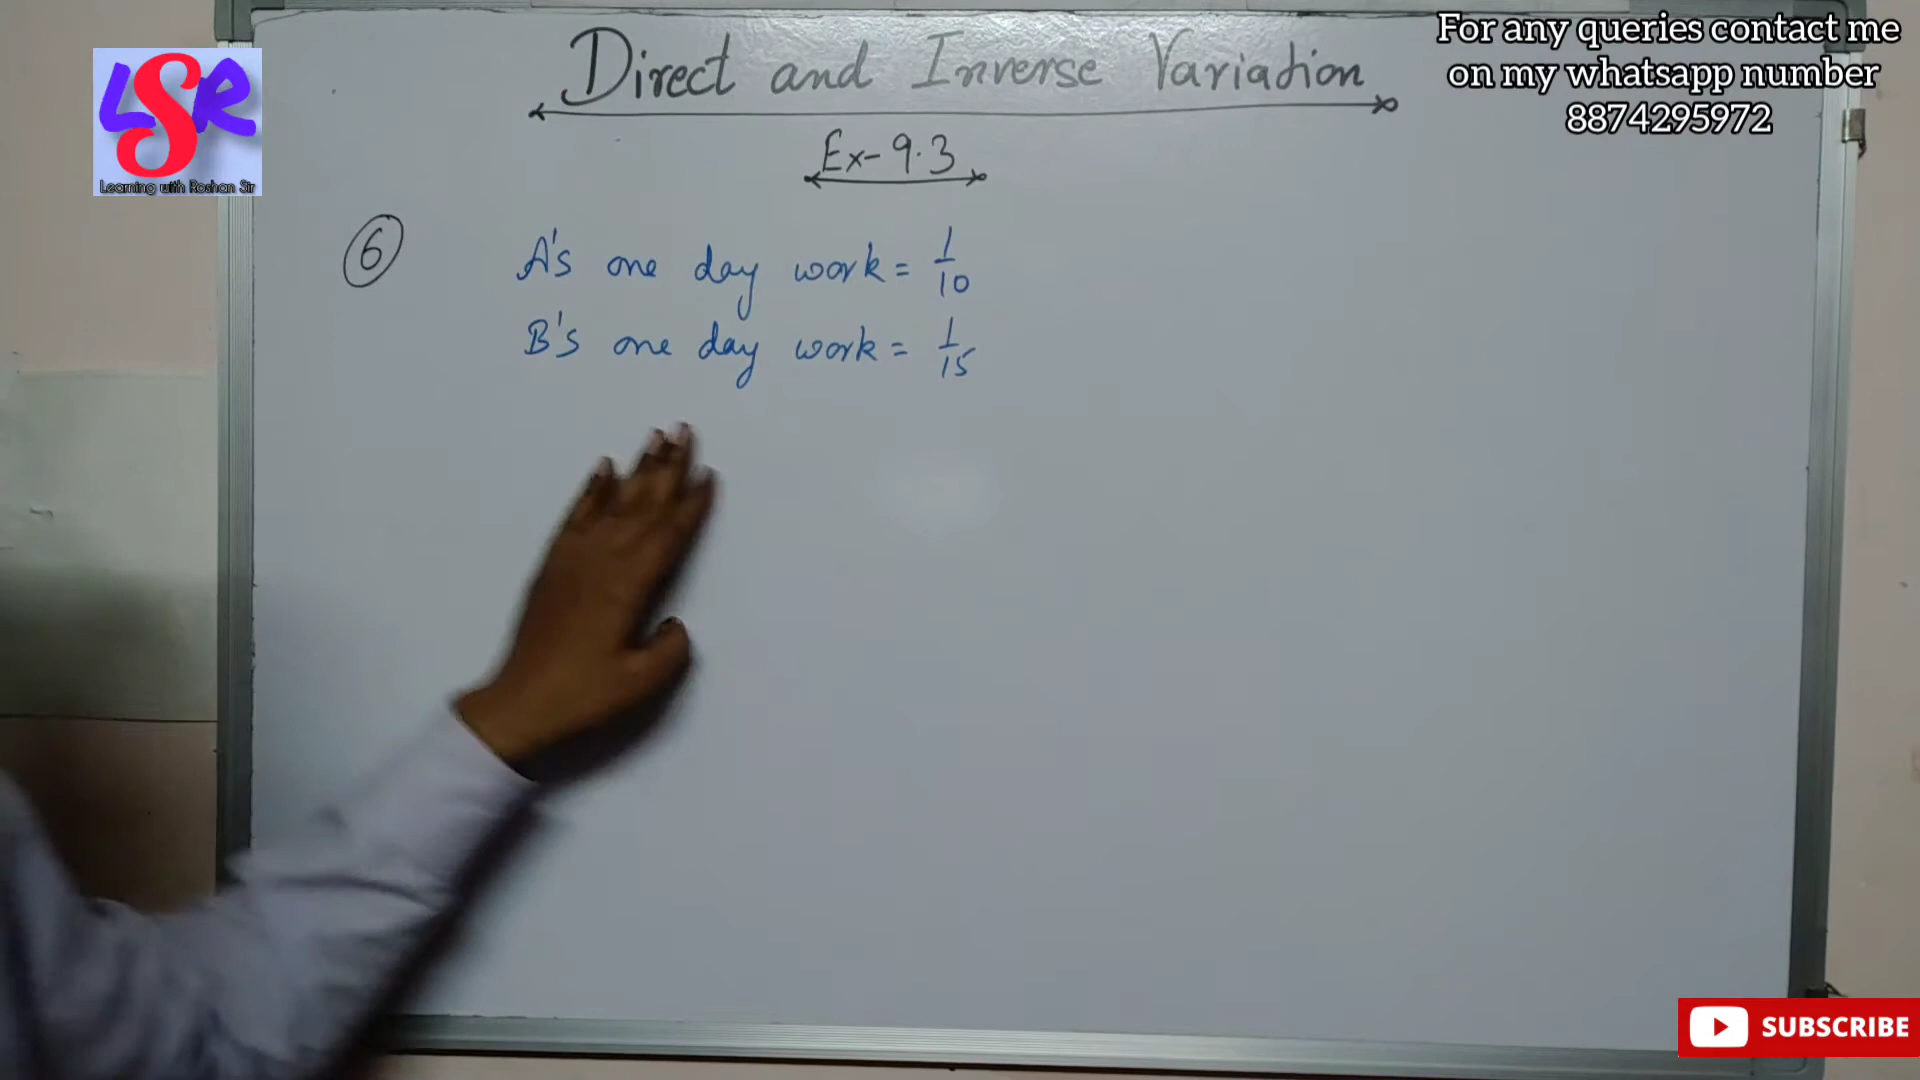 Direct and Inverse Variation
Ex-9.3
6
A's one day work = 1/10
B's one day work = 1/15
LSR
Learning with Roshan Sir
For any queries contact me
on my whatsapp number
8874295972
SUBSCRIBE